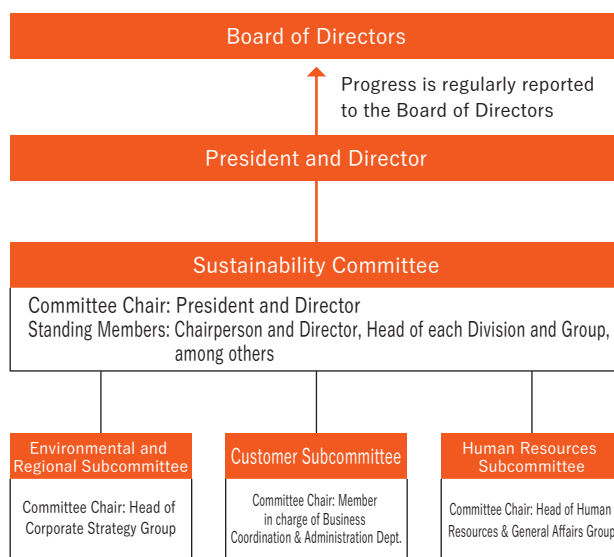 Board of Directors
Progress is regularly reported
to the Board of Directors
President and Director
Sustainability Committee
Committee Chair: President and Director
Standing Members: Chairperson and Director, Head of each Division and Group,
among others
Environmental and
Regional Subcommittee
Committee Chair: Head of
Corporate Strategy Group
Customer Subcommittee
Committee Chair: Member
in charge of Business
Coordination & Administration Dept.
Human Resources
Subcommittee
Committee Chair: Head of Human
Resources & General Affairs Group